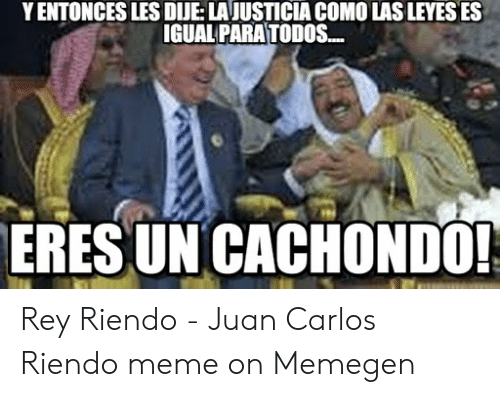 Y ENTONCES LES DIJE: LA JUSTICIA COMO LAS LEYES ES
IGUAL PARA TODOS....
ERES UN CACHONDO!
Rey Riendo - Juan Carlos
Riendo meme on Memegen